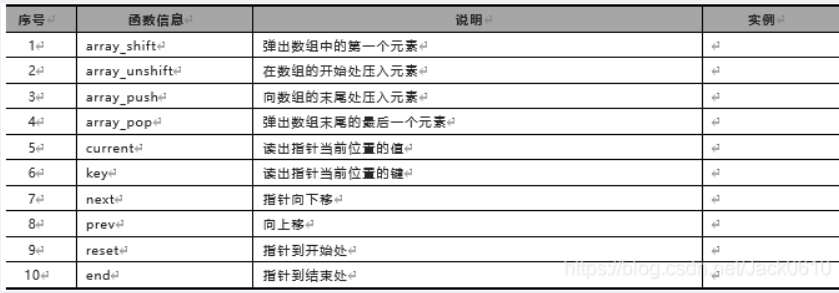 序号 函数信息 说明 实例
1 array_shift 弹出数组中的第一个元素
2 array_unshift 在数组的开始处压入元素
3 array_push 向数组的末尾处压入元素
4 array_pop 弹出数组末尾的最后一个元素
5 current 读出指针当前位置的值
6 key 读出指针当前位置的键
7 next 指针向下移
8 prev 向上移
9 reset 指针到开始处
10 end 指针到结束处
https://blog.csdn.net/Jack0610